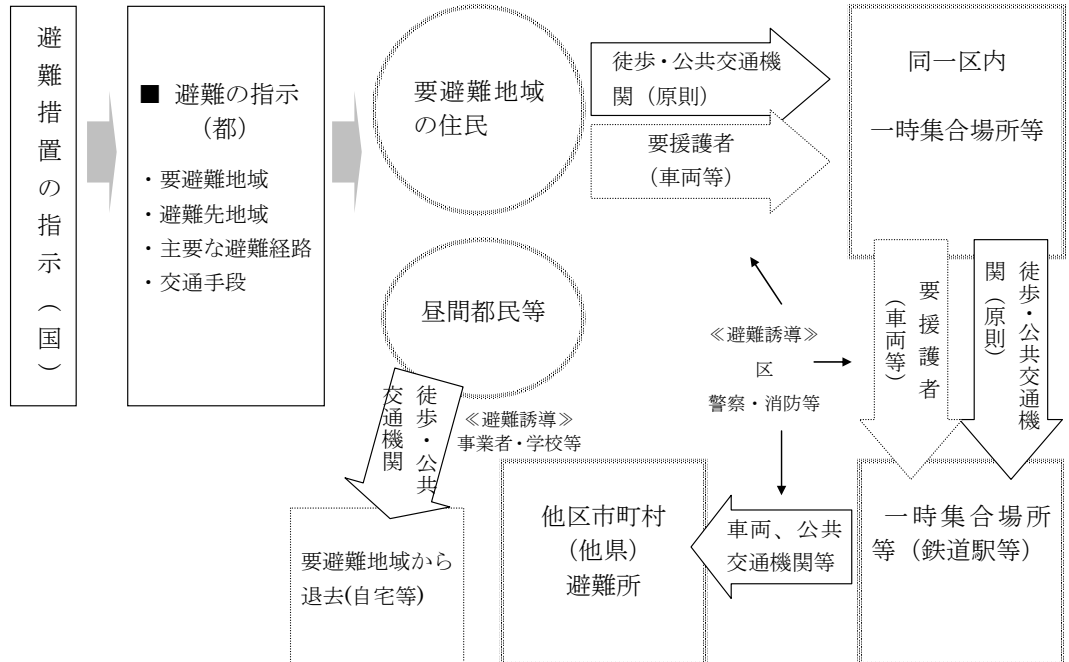 避難措置の指示（国）
■ 避難の指示
（都）
・要避難地域
・避難先地域
・主要な避難経路
・交通手段
要避難地域
の住民
徒歩・公共交通機
関（原則）
要援護者
（車両等）
同一区内
一時集合場所等
昼間都民等
徒歩・公共
交通機関
≪避難誘導≫
事業者・学校等
要避難地域から
退去(自宅等)
≪避難誘導≫
区
警察・消防等
要援護者
（車両等）
徒歩・公共交通機
関（原則）
一時集合場所
等（鉄道駅等）
車両、公共
交通機関等
他区市町村
（他県）
避難所